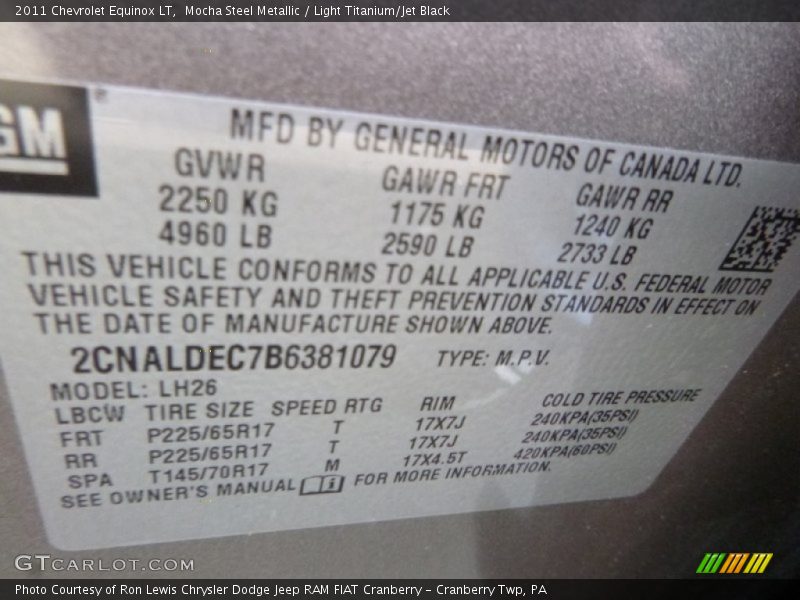 2011 Chevrolet Equinox LT,  Mocha Steel Metallic / Light Titanium/Jet Black
GM
MFD BY GENERAL MOTORS OF CANADA LTD.
GVWR GAWR FRT GAWR RR
2250 KG 1175 KG 1240 KG
4960 LB 2590 LB 2733 LB
THIS VEHICLE CONFORMS TO ALL APPLICABLE U.S. FEDERAL MOTOR
VEHICLE SAFETY AND THEFT PREVENTION STANDARDS IN EFFECT ON
THE DATE OF MANUFACTURE SHOWN ABOVE.
2CNALDEC7B6381079 TYPE: M.P.V.
MODEL: LH26
LBCW TIRE SIZE SPEED RTG RIM COLD TIRE PRESSURE
FRT P225/65R17 T 17X7J 240KPA(35PSI)
RR P225/65R17 T 17X7J 240KPA(35PSI)
SPA T145/70R17 M 17X4.5T 420KPA(60PSI)
SEE OWNER'S MANUAL i FOR MORE INFORMATION.
GTCARLOT.COM
Photo Courtesy of Ron Lewis Chrysler Dodge Jeep RAM FIAT Cranberry – Cranberry Twp, PA